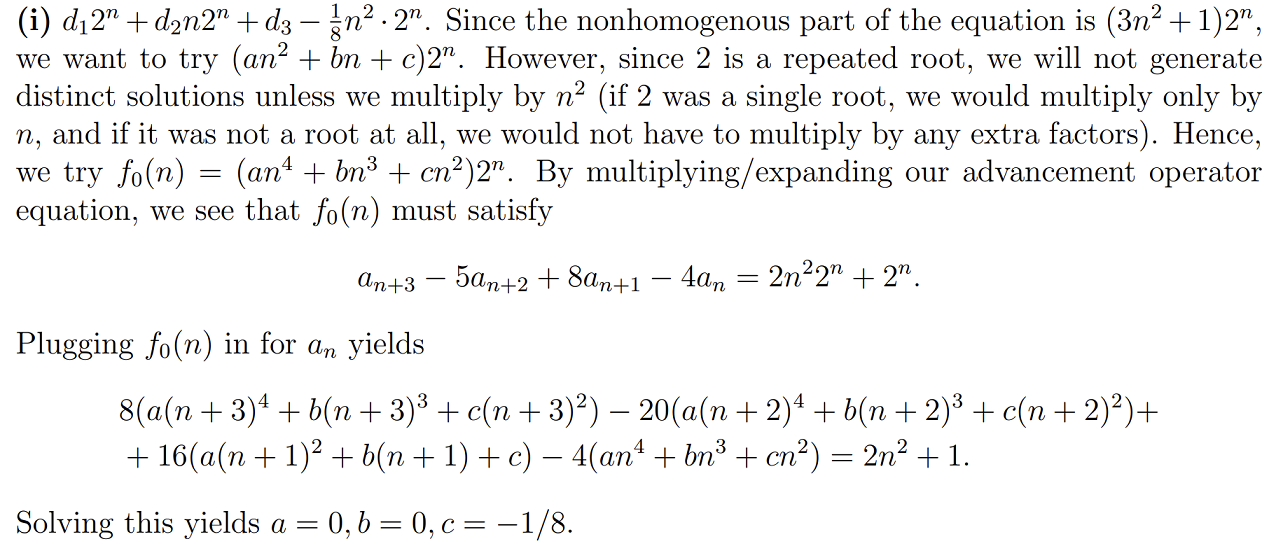 (i) $d_1 2^n + d_2 n 2^n + d_3 - \frac{1}{8} n^2 \cdot 2^n$. Since the nonhomogenous part of the equation is $(3n^2 + 1)2^n$,
we want to try $(an^2 + bn + c)2^n$. However, since 2 is a repeated root, we will not generate
distinct solutions unless we multiply by $n^2$ (if 2 was a single root, we would multiply only by
$n$, and if it was not a root at all, we would not have to multiply by any extra factors). Hence,
we try $f_0(n) = (an^4 + bn^3 + cn^2)2^n$. By multiplying/expanding our advancement operator
equation, we see that $f_0(n)$ must satisfy
$a_{n+3} - 5a_{n+2} + 8a_{n+1} - 4a_n = 2n^2 2^n + 2^n.$
Plugging $f_0(n)$ in for $a_n$ yields
$8(a(n+3)^4 + b(n+3)^3 + c(n+3)^2) - 20(a(n+2)^4 + b(n+2)^3 + c(n+2)^2)+$
$+ 16(a(n+1)^2 + b(n+1) + c) - 4(an^4 + bn^3 + cn^2) = 2n^2 + 1.$
Solving this yields $a = 0, b = 0, c = -1/8$.